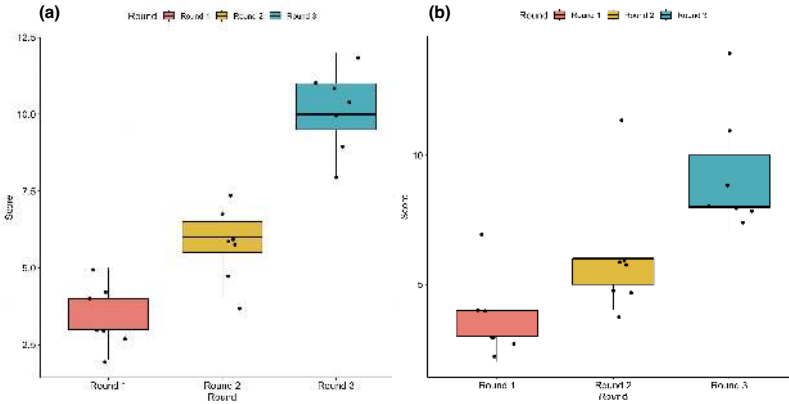 (a)
Round Round 1 Round 2 Round 3
12.5
10.0
7.5
5.0
2.5
Score
Round 1 Round 2 Round 3
Round
(b)
Round Round 1 Round 2 Round 3
10
5
Score
Round 1 Round 2 Round 3
Round